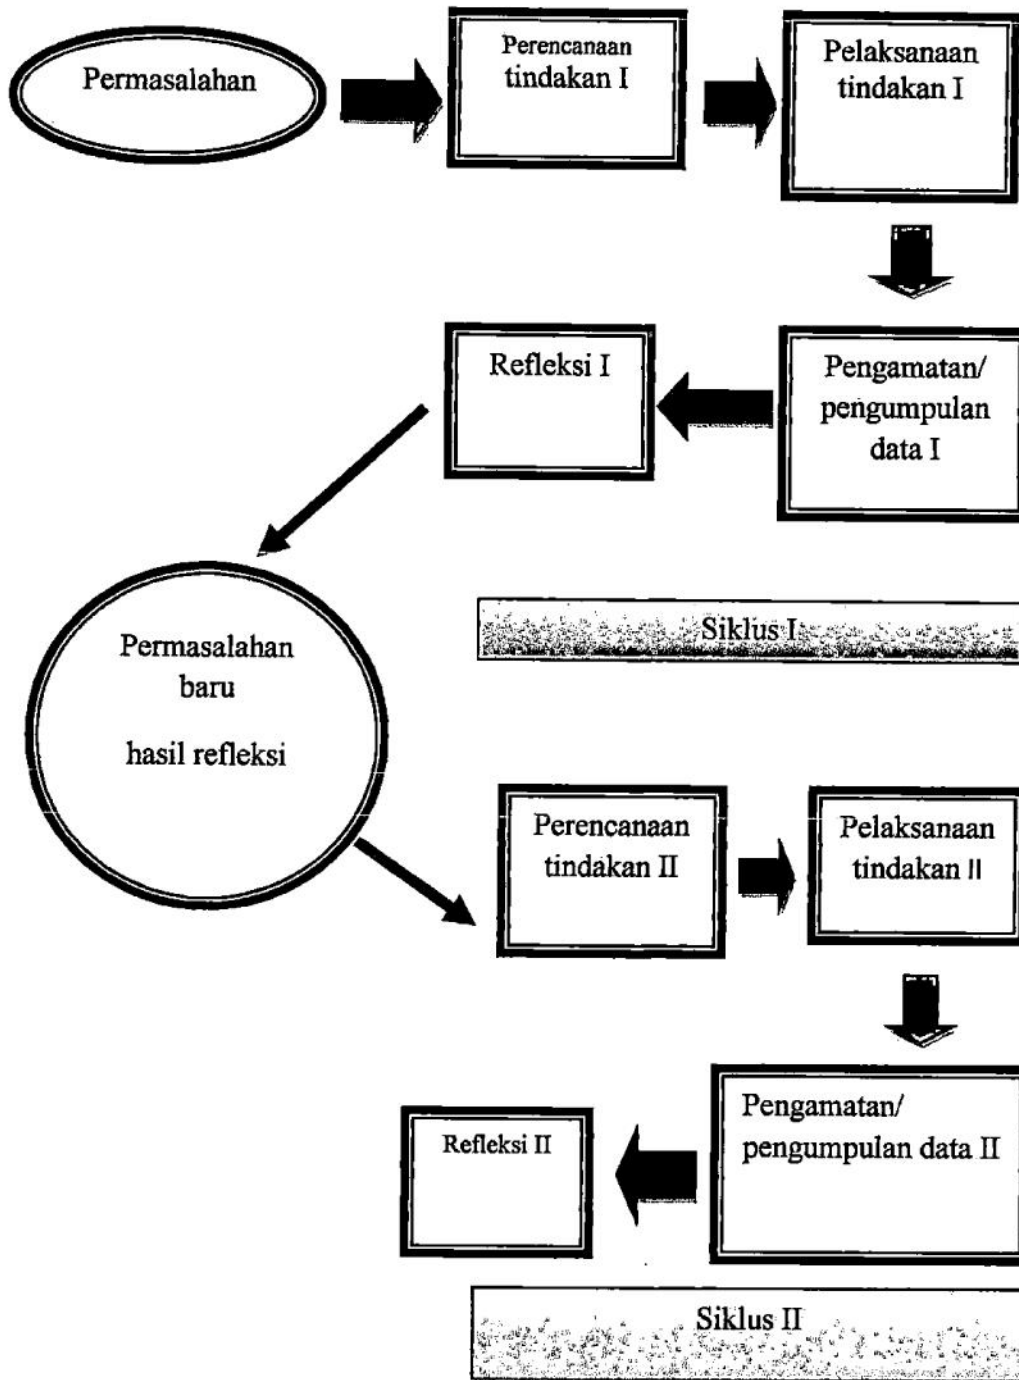 Permasalahan
Perencanaan
tindakan I
Pelaksanaan
tindakan I
Pengamatan/
pengumpulan
data I
Refleksi I
Siklus I
Permasalahan
baru
hasil refleksi
Perencanaan
tindakan II
Pelaksanaan
tindakan II
Pengamatan/
pengumpulan data II
Refleksi II
Siklus II